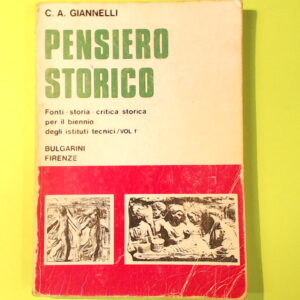 C. A. GIANNELLI
PENSIERO
STORICO
Fonti · storia · critica storica
per il biennio
degli istituti tecnici / VOL 1
BULGARINI
FIRENZE